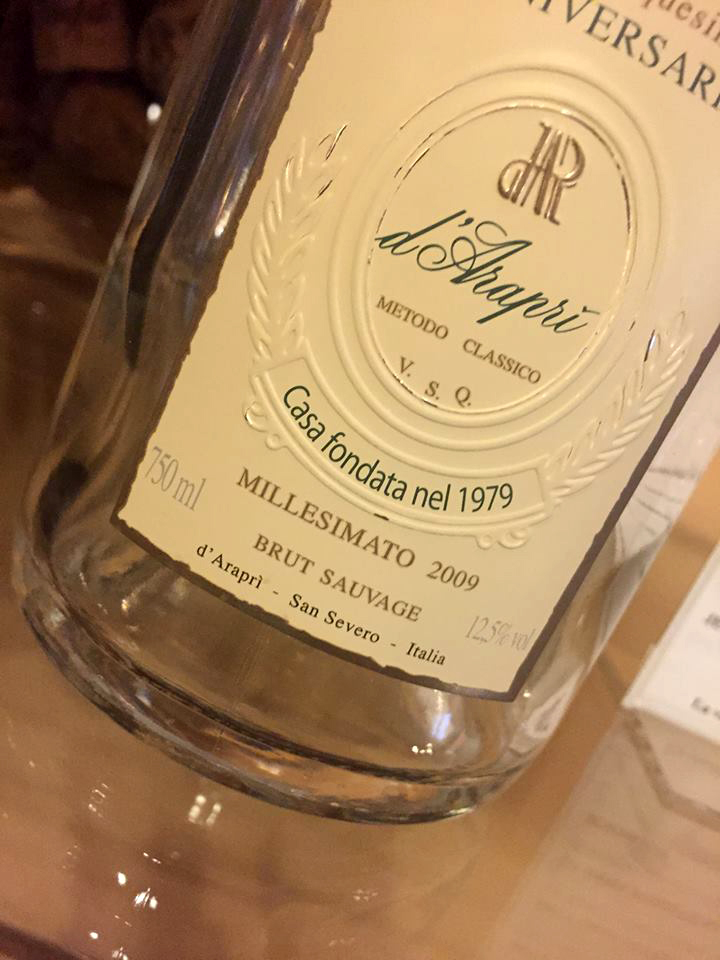 d'Araprì
METODO CLASSICO
V. S. Q.
Casa fondata nel 1979
750 ml
MILLESIMATO 2009
BRUT SAUVAGE
12,5% vol
d'Araprì - San Severo - Italia